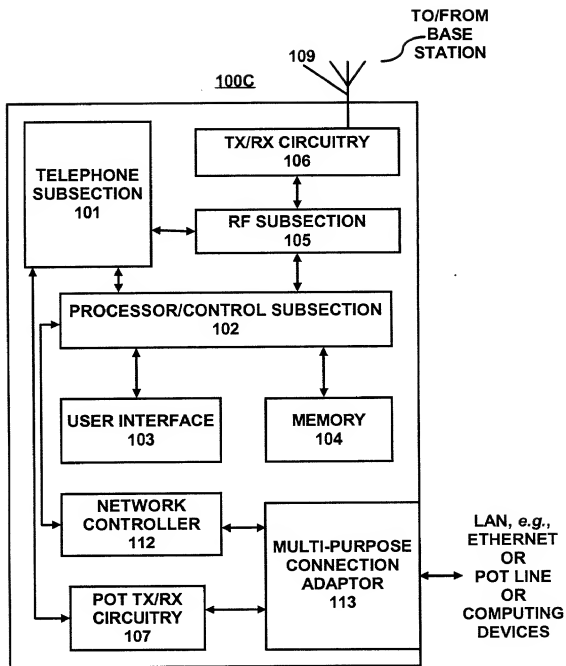 TO/FROM
BASE
STATION
109
100C
TX/RX CIRCUITRY
106
TELEPHONE
SUBSECTION
101
RF SUBSECTION
105
PROCESSOR/CONTROL SUBSECTION
102
USER INTERFACE
103
MEMORY
104
NETWORK
CONTROLLER
112
MULTI-PURPOSE
CONNECTION
ADAPTOR
113
POT TX/RX
CIRCUITRY
107
LAN, e.g.,
ETHERNET
OR
POT LINE
OR
COMPUTING
DEVICES